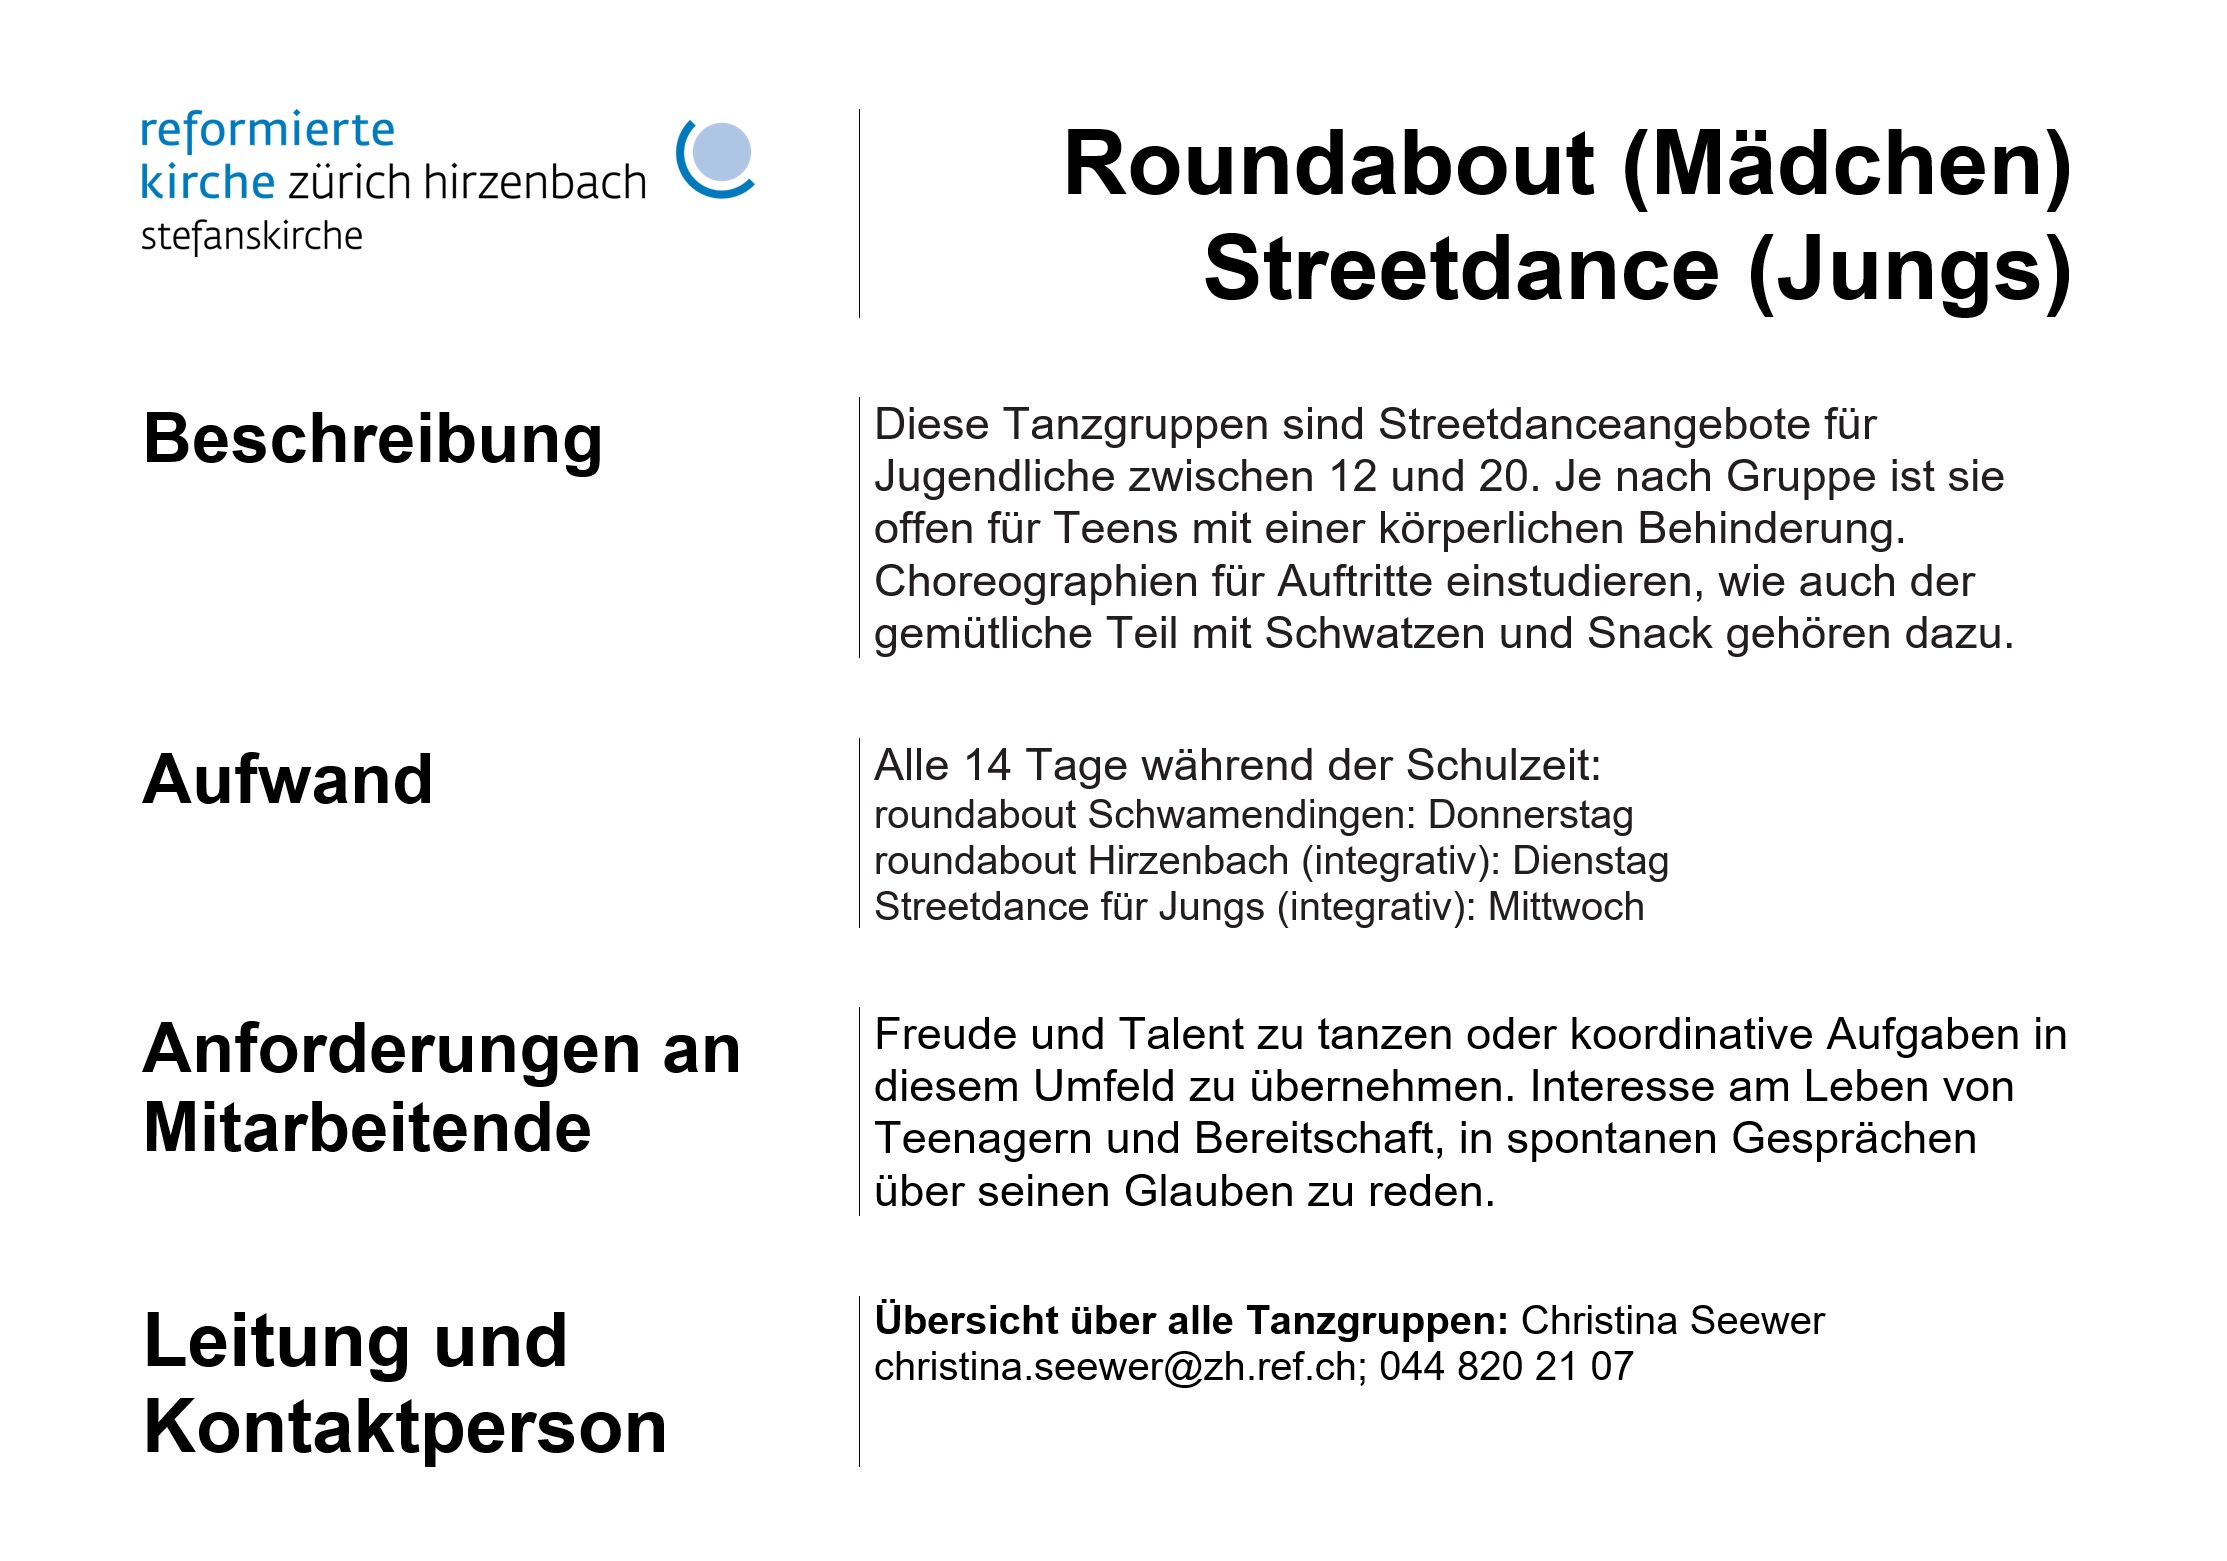 reformierte
kirche zürich hirzenbach
stefanskirche
Roundabout (Mädchen)
Streetdance (Jungs)
Beschreibung
Diese Tanzgruppen sind Streetdanceangebote für
Jugendliche zwischen 12 und 20. Je nach Gruppe ist sie
offen für Teens mit einer körperlichen Behinderung.
Choreographien für Auftritte einstudieren, wie auch der
gemütliche Teil mit Schwatzen und Snack gehören dazu.
Aufwand
Alle 14 Tage während der Schulzeit:
roundabout Schwamendingen: Donnerstag
roundabout Hirzenbach (integrativ): Dienstag
Streetdance für Jungs (integrativ): Mittwoch
Anforderungen an
Mitarbeitende
Freude und Talent zu tanzen oder koordinative Aufgaben in
diesem Umfeld zu übernehmen. Interesse am Leben von
Teenagern und Bereitschaft, in spontanen Gesprächen
über seinen Glauben zu reden.
Leitung und
Kontaktperson
Übersicht über alle Tanzgruppen: Christina Seewer
christina.seewer@zh.ref.ch; 044 820 21 07